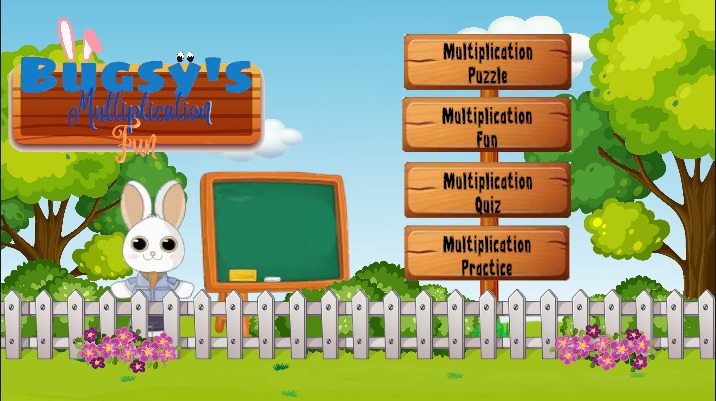 Bugsy's
Multiplication
Fun
Multiplication
Puzzle
Multiplication
Fun
Multiplication
Quiz
Multiplication
Practice